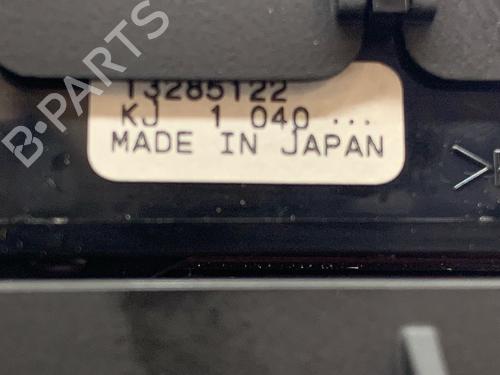 B-PARTS
13285122
KJ 1 040 ...
MADE IN JAPAN
>